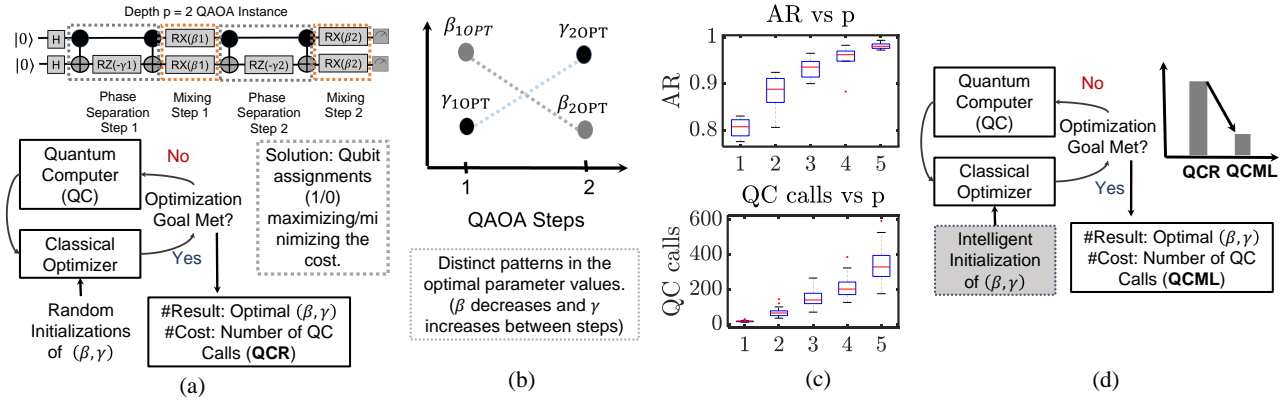 Depth p = 2 QAOA Instance
|0⟩ H RZ(-γ1) RX(β1) RX(β1) RZ(-γ2) RX(β2) RX(β2)
|0⟩ H
Phase
Separation
Step 1
Mixing
Step 1
Phase
Separation
Step 2
Mixing
Step 2
Quantum
Computer
(QC)
No
Optimization
Goal Met?
Yes
Classical
Optimizer
Random
Initializations
of (β,γ)
#Result: Optimal (β,γ)
#Cost: Number of QC
Calls (QCR)
Solution: Qubit
assignments
(1/0)
maximizing/mi
nimizing the
cost.
(a)
β1OPT
γ2OPT
γ1OPT
β2OPT
1 2
QAOA Steps
Distinct patterns in the
optimal parameter values.
(β decreases and γ
increases between steps)
(b)
AR vs p
AR
1
0.9
0.8
1 2 3 4 5
QC calls vs p
QC calls
600
400
200
0
1 2 3 4 5
(c)
Quantum
Computer
(QC)
No
Optimization
Goal Met?
Yes
Classical
Optimizer
Intelligent
Initialization
of (β,γ)
#Result: Optimal (β,γ)
#Cost: Number of QC
Calls (QCML)
QCR QCML
(d)